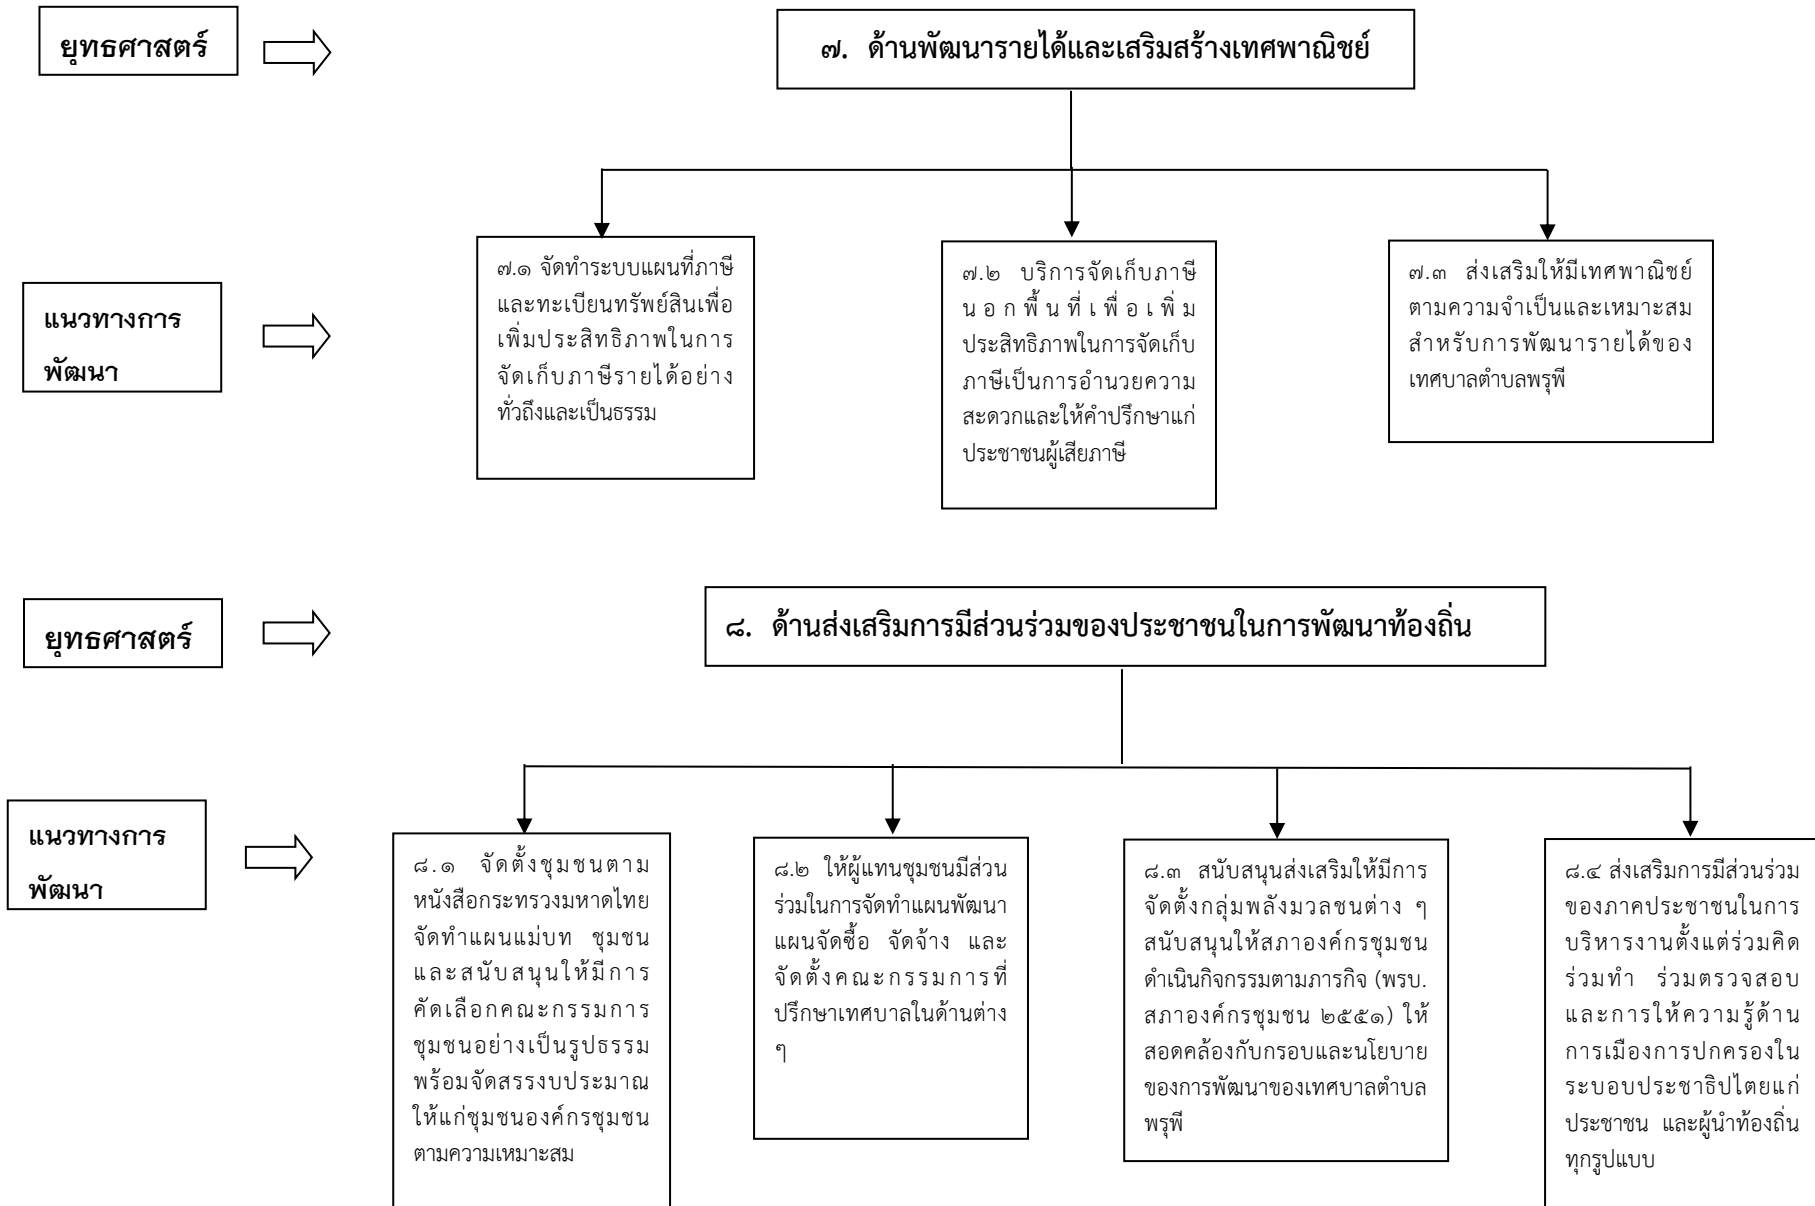 ยุทธศาสตร์
๗. ด้านพัฒนารายได้และเสริมสร้างเทศพาณิชย์
แนวทางการ
พัฒนา
๗.๑ จัดทำระบบแผนที่ภาษี
และทะเบียนทรัพย์สินเพื่อ
เพิ่มประสิทธิภาพในการ
จัดเก็บภาษีรายได้อย่าง
ทั่วถึงและเป็นธรรม
๗.๒ บริการจัดเก็บภาษี
นอกพื้นที่เพื่อเพิ่ม
ประสิทธิภาพในการจัดเก็บ
ภาษีเป็นการอำนวยความ
สะดวกและให้คำปรึกษาแก่
ประชาชนผู้เสียภาษี
๗.๓ ส่งเสริมให้มีเทศพาณิชย์
ตามความจำเป็นและเหมาะสม
สำหรับการพัฒนารายได้ของ
เทศบาลตำบลพรุพี
ยุทธศาสตร์
๘. ด้านส่งเสริมการมีส่วนร่วมของประชาชนในการพัฒนาท้องถิ่น
แนวทางการ
พัฒนา
๘.๑ จัดตั้งชุมชนตาม
หนังสือกระทรวงมหาดไทย
จัดทำแผนแม่บท ชุมชน
และสนับสนุนให้มีการ
คัดเลือกคณะกรรมการ
ชุมชนอย่างเป็นรูปธรรม
พร้อมจัดสรรงบประมาณ
ให้แก่ชุมชนองค์กรชุมชน
ตามความเหมาะสม
๘.๒ ให้ผู้แทนชุมชนมีส่วน
ร่วมในการจัดทำแผนพัฒนา
แผนจัดซื้อ จัดจ้าง และ
จัดตั้งคณะกรรมการที่
ปรึกษาเทศบาลในด้านต่าง
ๆ
๘.๓ สนับสนุนส่งเสริมให้มีการ
จัดตั้งกลุ่มพลังมวลชนต่าง ๆ
สนับสนุนให้สภาองค์กรชุมชน
ดำเนินกิจกรรมตามภารกิจ (พรบ.
สภาองค์กรชุมชน ๒๕๕๑) ให้
สอดคล้องกับกรอบและนโยบาย
ของการพัฒนาของเทศบาลตำบล
พรุพี
๘.๔ ส่งเสริมการมีส่วนร่วม
ของภาคประชาชนในการ
บริหารงานตั้งแต่ร่วมคิด
ร่วมทำ ร่วมตรวจสอบ
และการให้ความรู้ด้าน
การเมืองการปกครองใน
ระบอบประชาธิปไตยแก่
ประชาชน และผู้นำท้องถิ่น
ทุกรูปแบบ